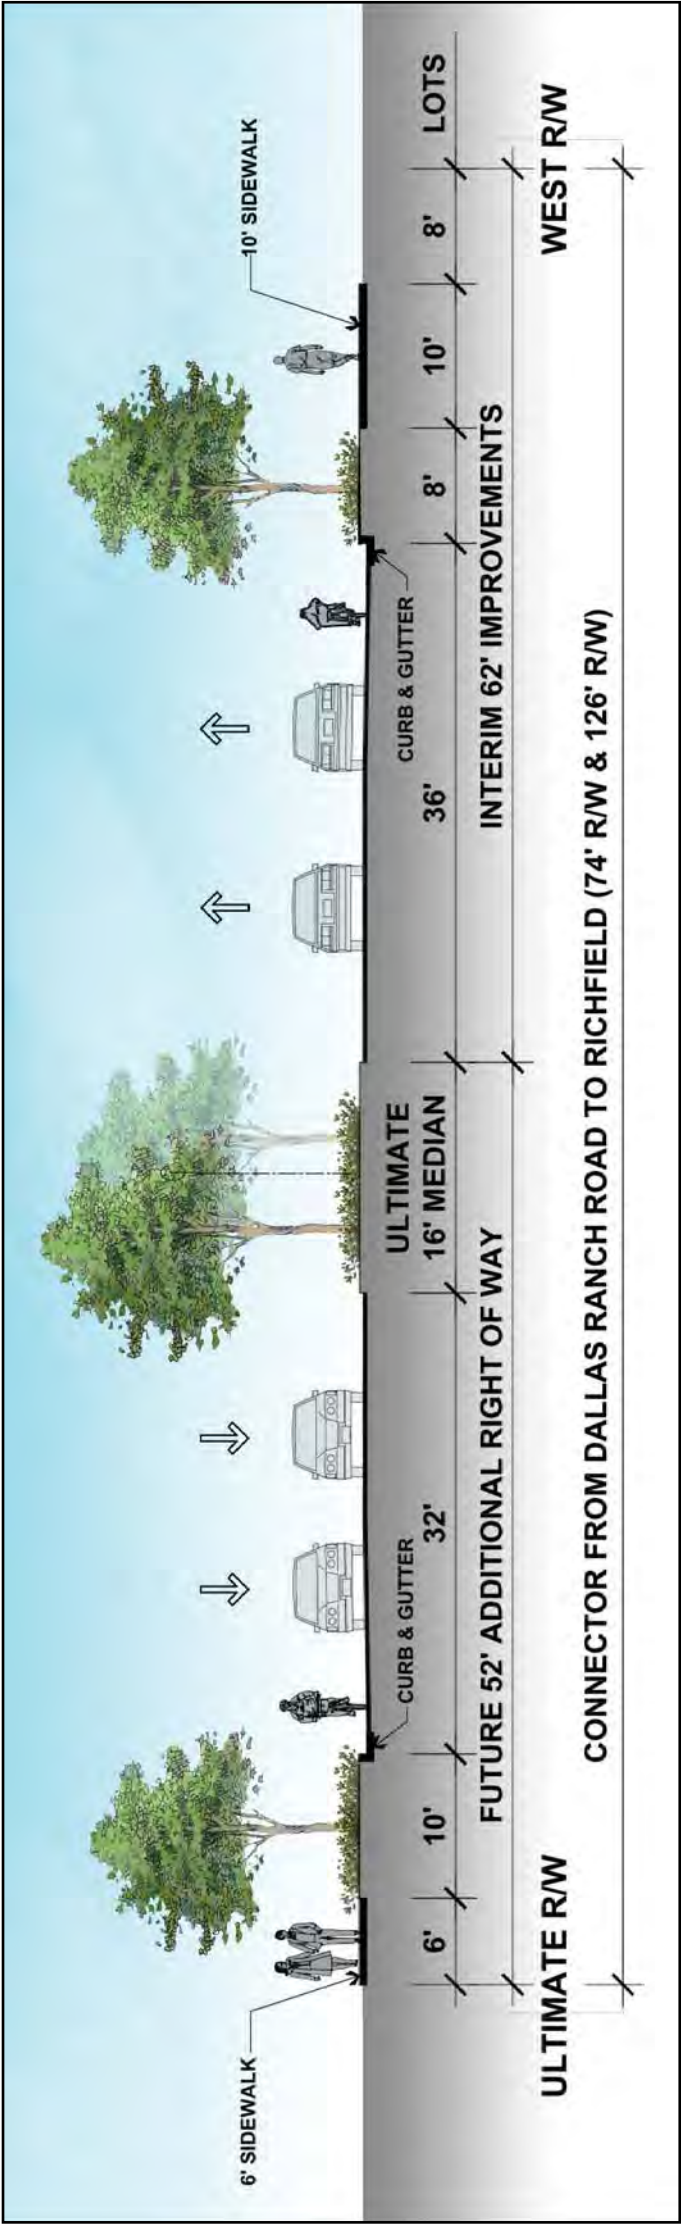 6' SIDEWALK
10' SIDEWALK
CURB & GUTTER
CURB & GUTTER
6'
10'
32'
ULTIMATE
16' MEDIAN
36'
8'
10'
8'
LOTS
FUTURE 52' ADDITIONAL RIGHT OF WAY
INTERIM 62' IMPROVEMENTS
ULTIMATE R/W
WEST R/W
CONNECTOR FROM DALLAS RANCH ROAD TO RICHFIELD (74' R/W & 126' R/W)